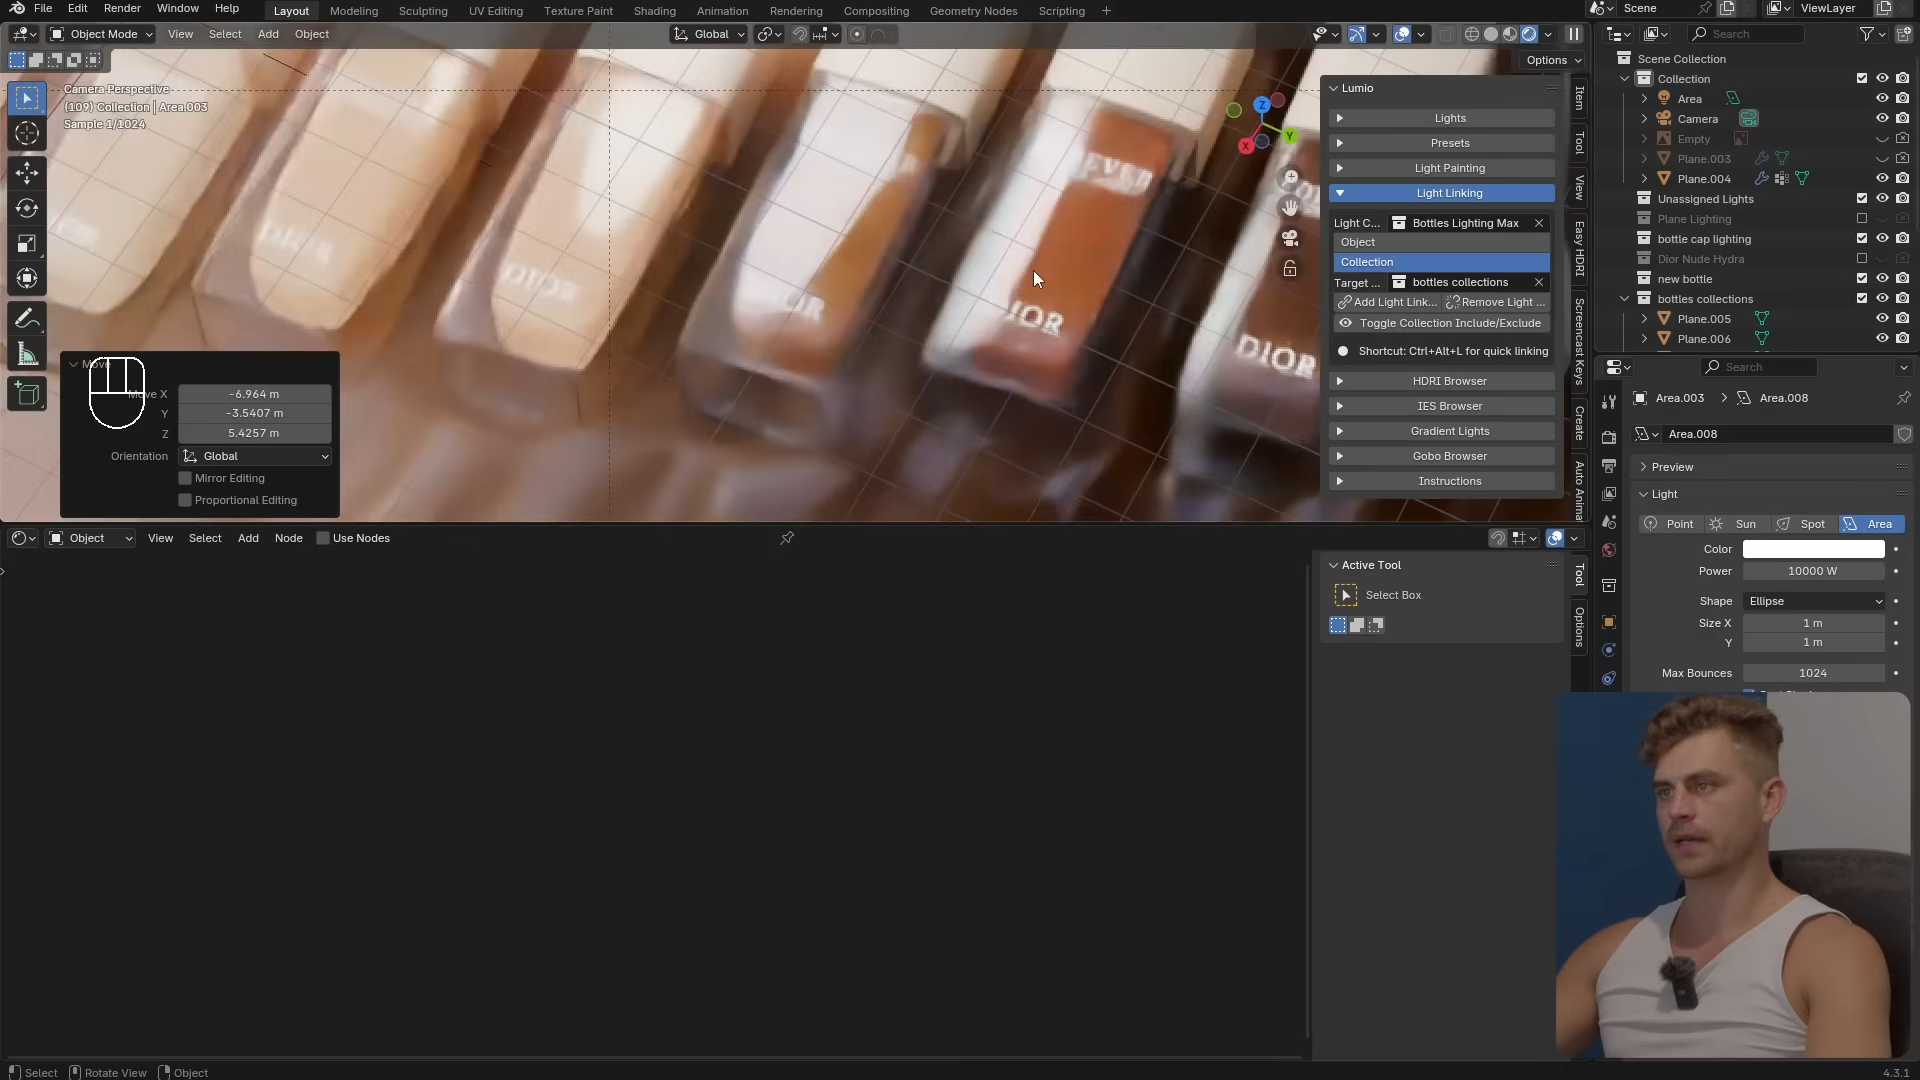 File Edit Render Window Help Layout Modeling Sculpting UV Editing Texture Paint Shading Animation Rendering Compositing Geometry Nodes Scripting + Scene ViewLayer
Object Mode View Select Add Object Global Search
Options
Camera Perspective
(109) Collection | Area.003
Sample 1/1024
Z
Y
X
EVER
DIOR
DIOR
IOR
DIOR
Move
Move X -6.964 m
Y -3.5407 m
Z 5.4257 m
Orientation Global
Mirror Editing
Proportional Editing
Lumio
Lights
Presets
Light Painting
Light Linking
Light C... Bottles Lighting Max
Object
Collection
Target ... bottles collections
Add Light Link... Remove Light ...
Toggle Collection Include/Exclude
Shortcut: Ctrl+Alt+L for quick linking
HDRI Browser
IES Browser
Gradient Lights
Gobo Browser
Instructions
Item
Tool
View
Easy HDRI
Screencast Keys
Create
Auto Anima
Scene Collection
Collection
Area
Camera
Empty
Plane.003
Plane.004
Unassigned Lights
Plane Lighting
bottle cap lighting
Dior Nude Hydra
new bottle
bottles collections
Plane.005
Plane.006
Search
Area.003 > Area.008
Area.008
Preview
Light
Point Sun Spot Area
Color
Power 10000 W
Shape Ellipse
Size X 1 m
Y 1 m
Max Bounces 1024
Object View Select Add Node Use Nodes
Active Tool
Select Box
Tool
Options
Select Rotate View Object 4.3.1